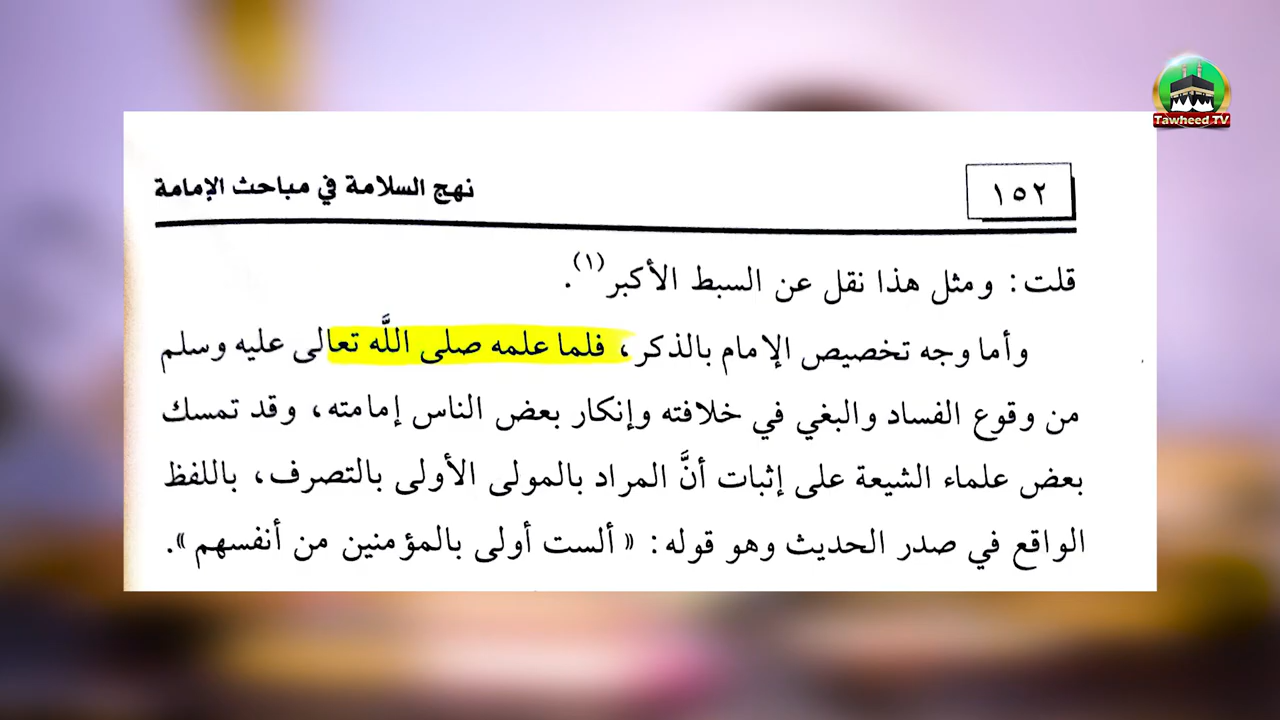 Tawheed TV
١٥٢
نهج السلامة في مباحث الإمامة
قلت: ومثل هذا نقل عن السبط الأكبر(١).
وأما وجه تخصيص الإمام بالذكر، فلما علمه صلى اللَّه تعالى عليه وسلم
من وقوع الفساد والبغي في خلافته وإنكار بعض الناس إمامته، وقد تمسك
بعض علماء الشيعة على إثبات أنَّ المراد بالمولى الأولى بالتصرف، باللفظ
الواقع في صدر الحديث وهو قوله: «ألست أولى بالمؤمنين من أنفسهم».